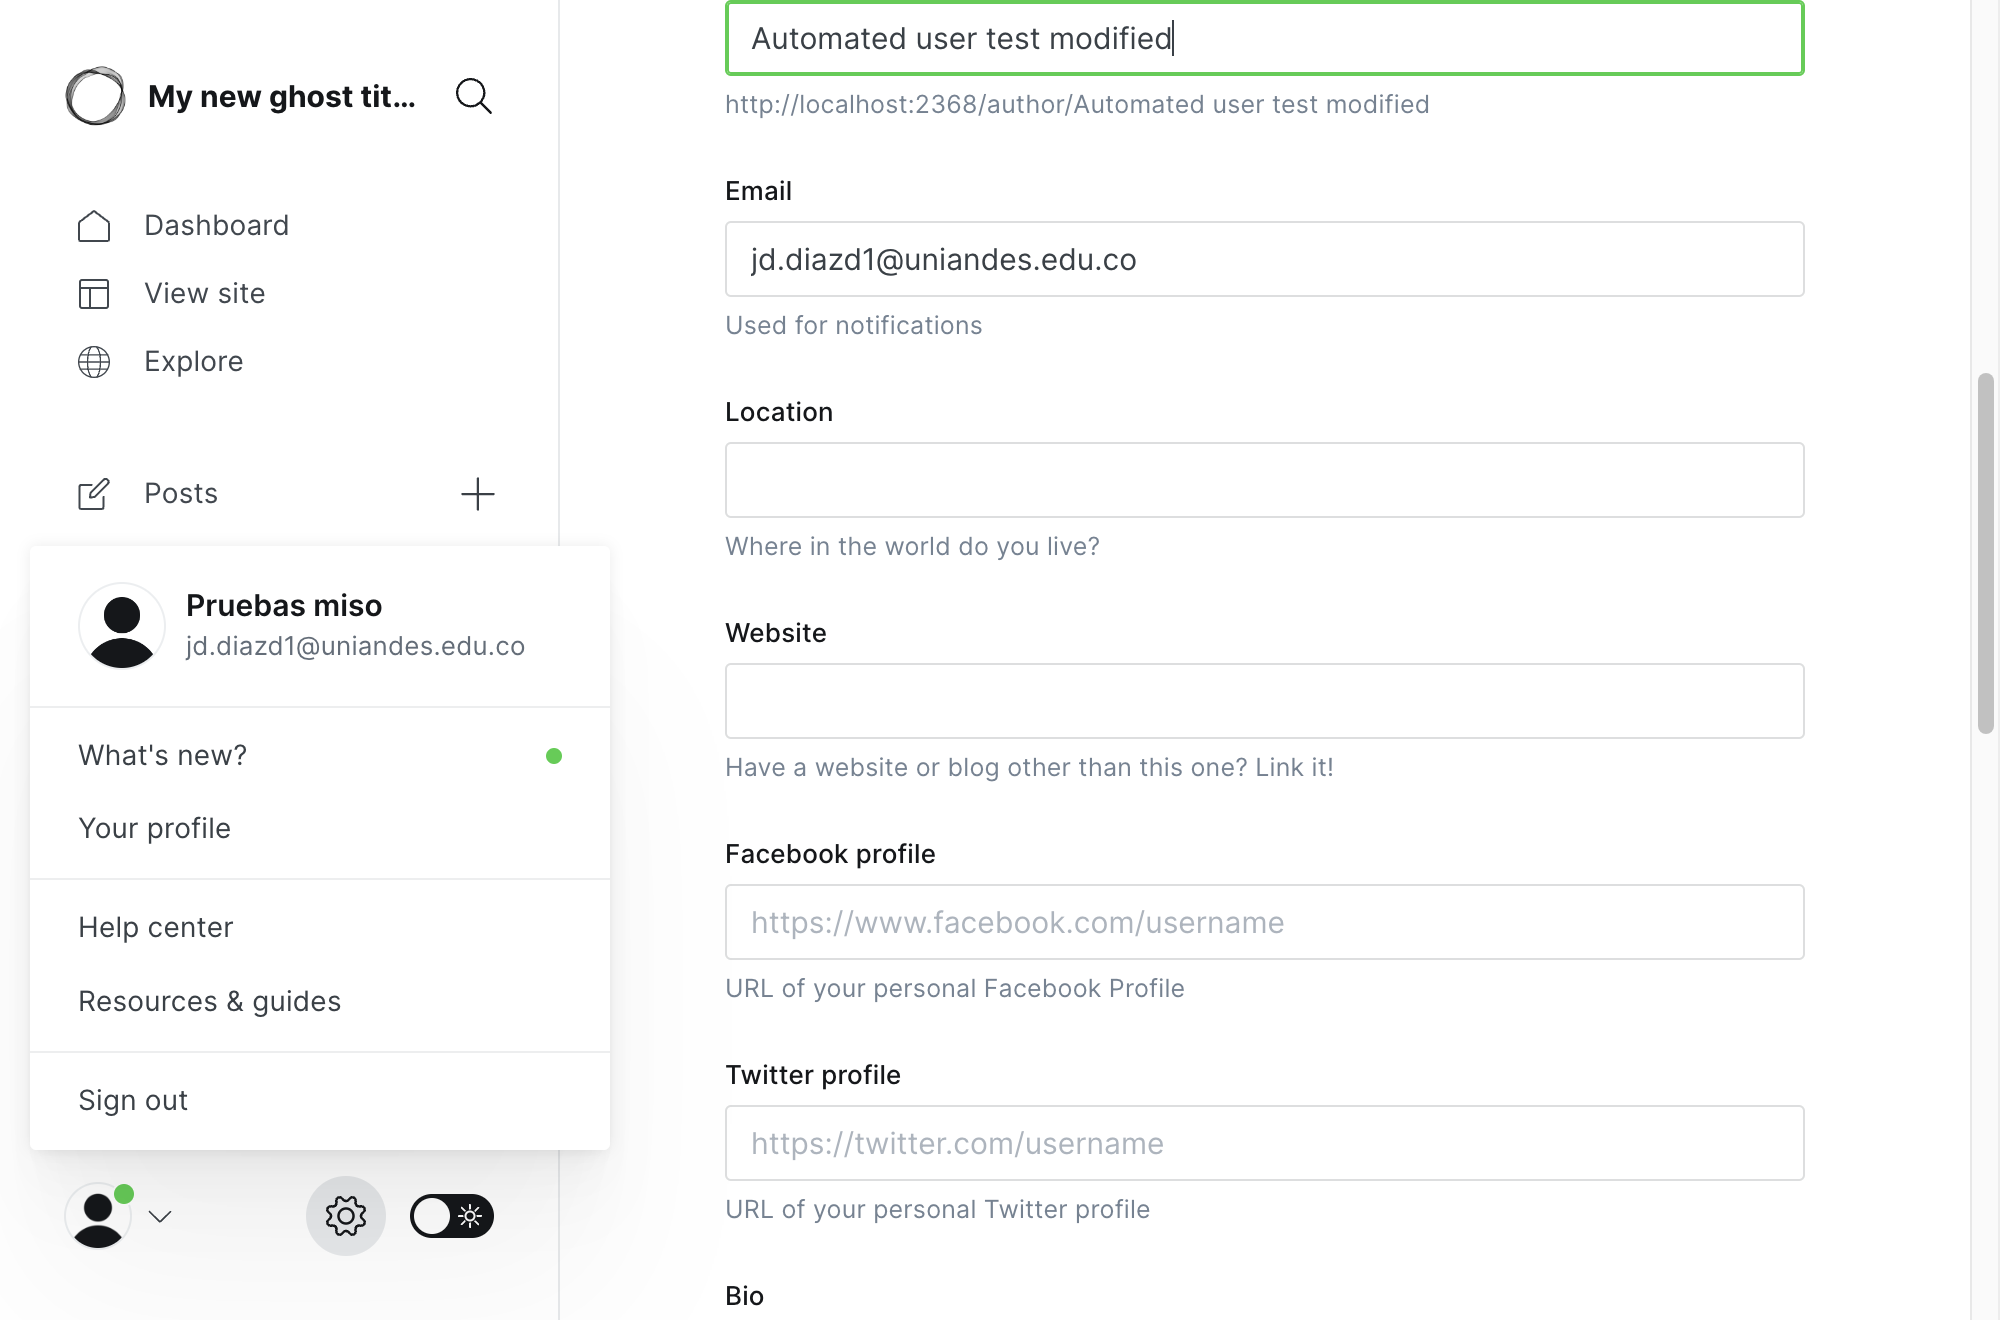 My new ghost tit...
Dashboard
View site
Explore
Posts
Pruebas miso
jd.diazd1@uniandes.edu.co
What's new?
Your profile
Help center
Resources & guides
Sign out
Automated user test modified
http://localhost:2368/author/Automated user test modified
Email
jd.diazd1@uniandes.edu.co
Used for notifications
Location
Where in the world do you live?
Website
Have a website or blog other than this one? Link it!
Facebook profile
https://www.facebook.com/username
URL of your personal Facebook Profile
Twitter profile
https://twitter.com/username
URL of your personal Twitter profile
Bio